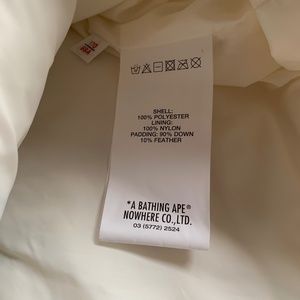 SHELL:
100% POLYESTER
LINING:
100% NYLON
PADDING: 90% DOWN
10% FEATHER
*A BATHING APE®
NOWHERE CO.,LTD.
03 (5772) 2524